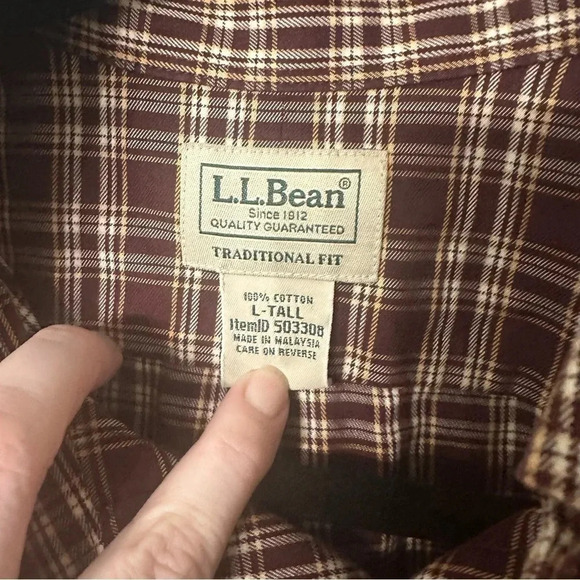 L.L.Bean®
Since 1912
QUALITY GUARANTEED
TRADITIONAL FIT
100% COTTON
L-TALL
ItemID 503308
MADE IN MALAYSIA
CARE ON REVERSE